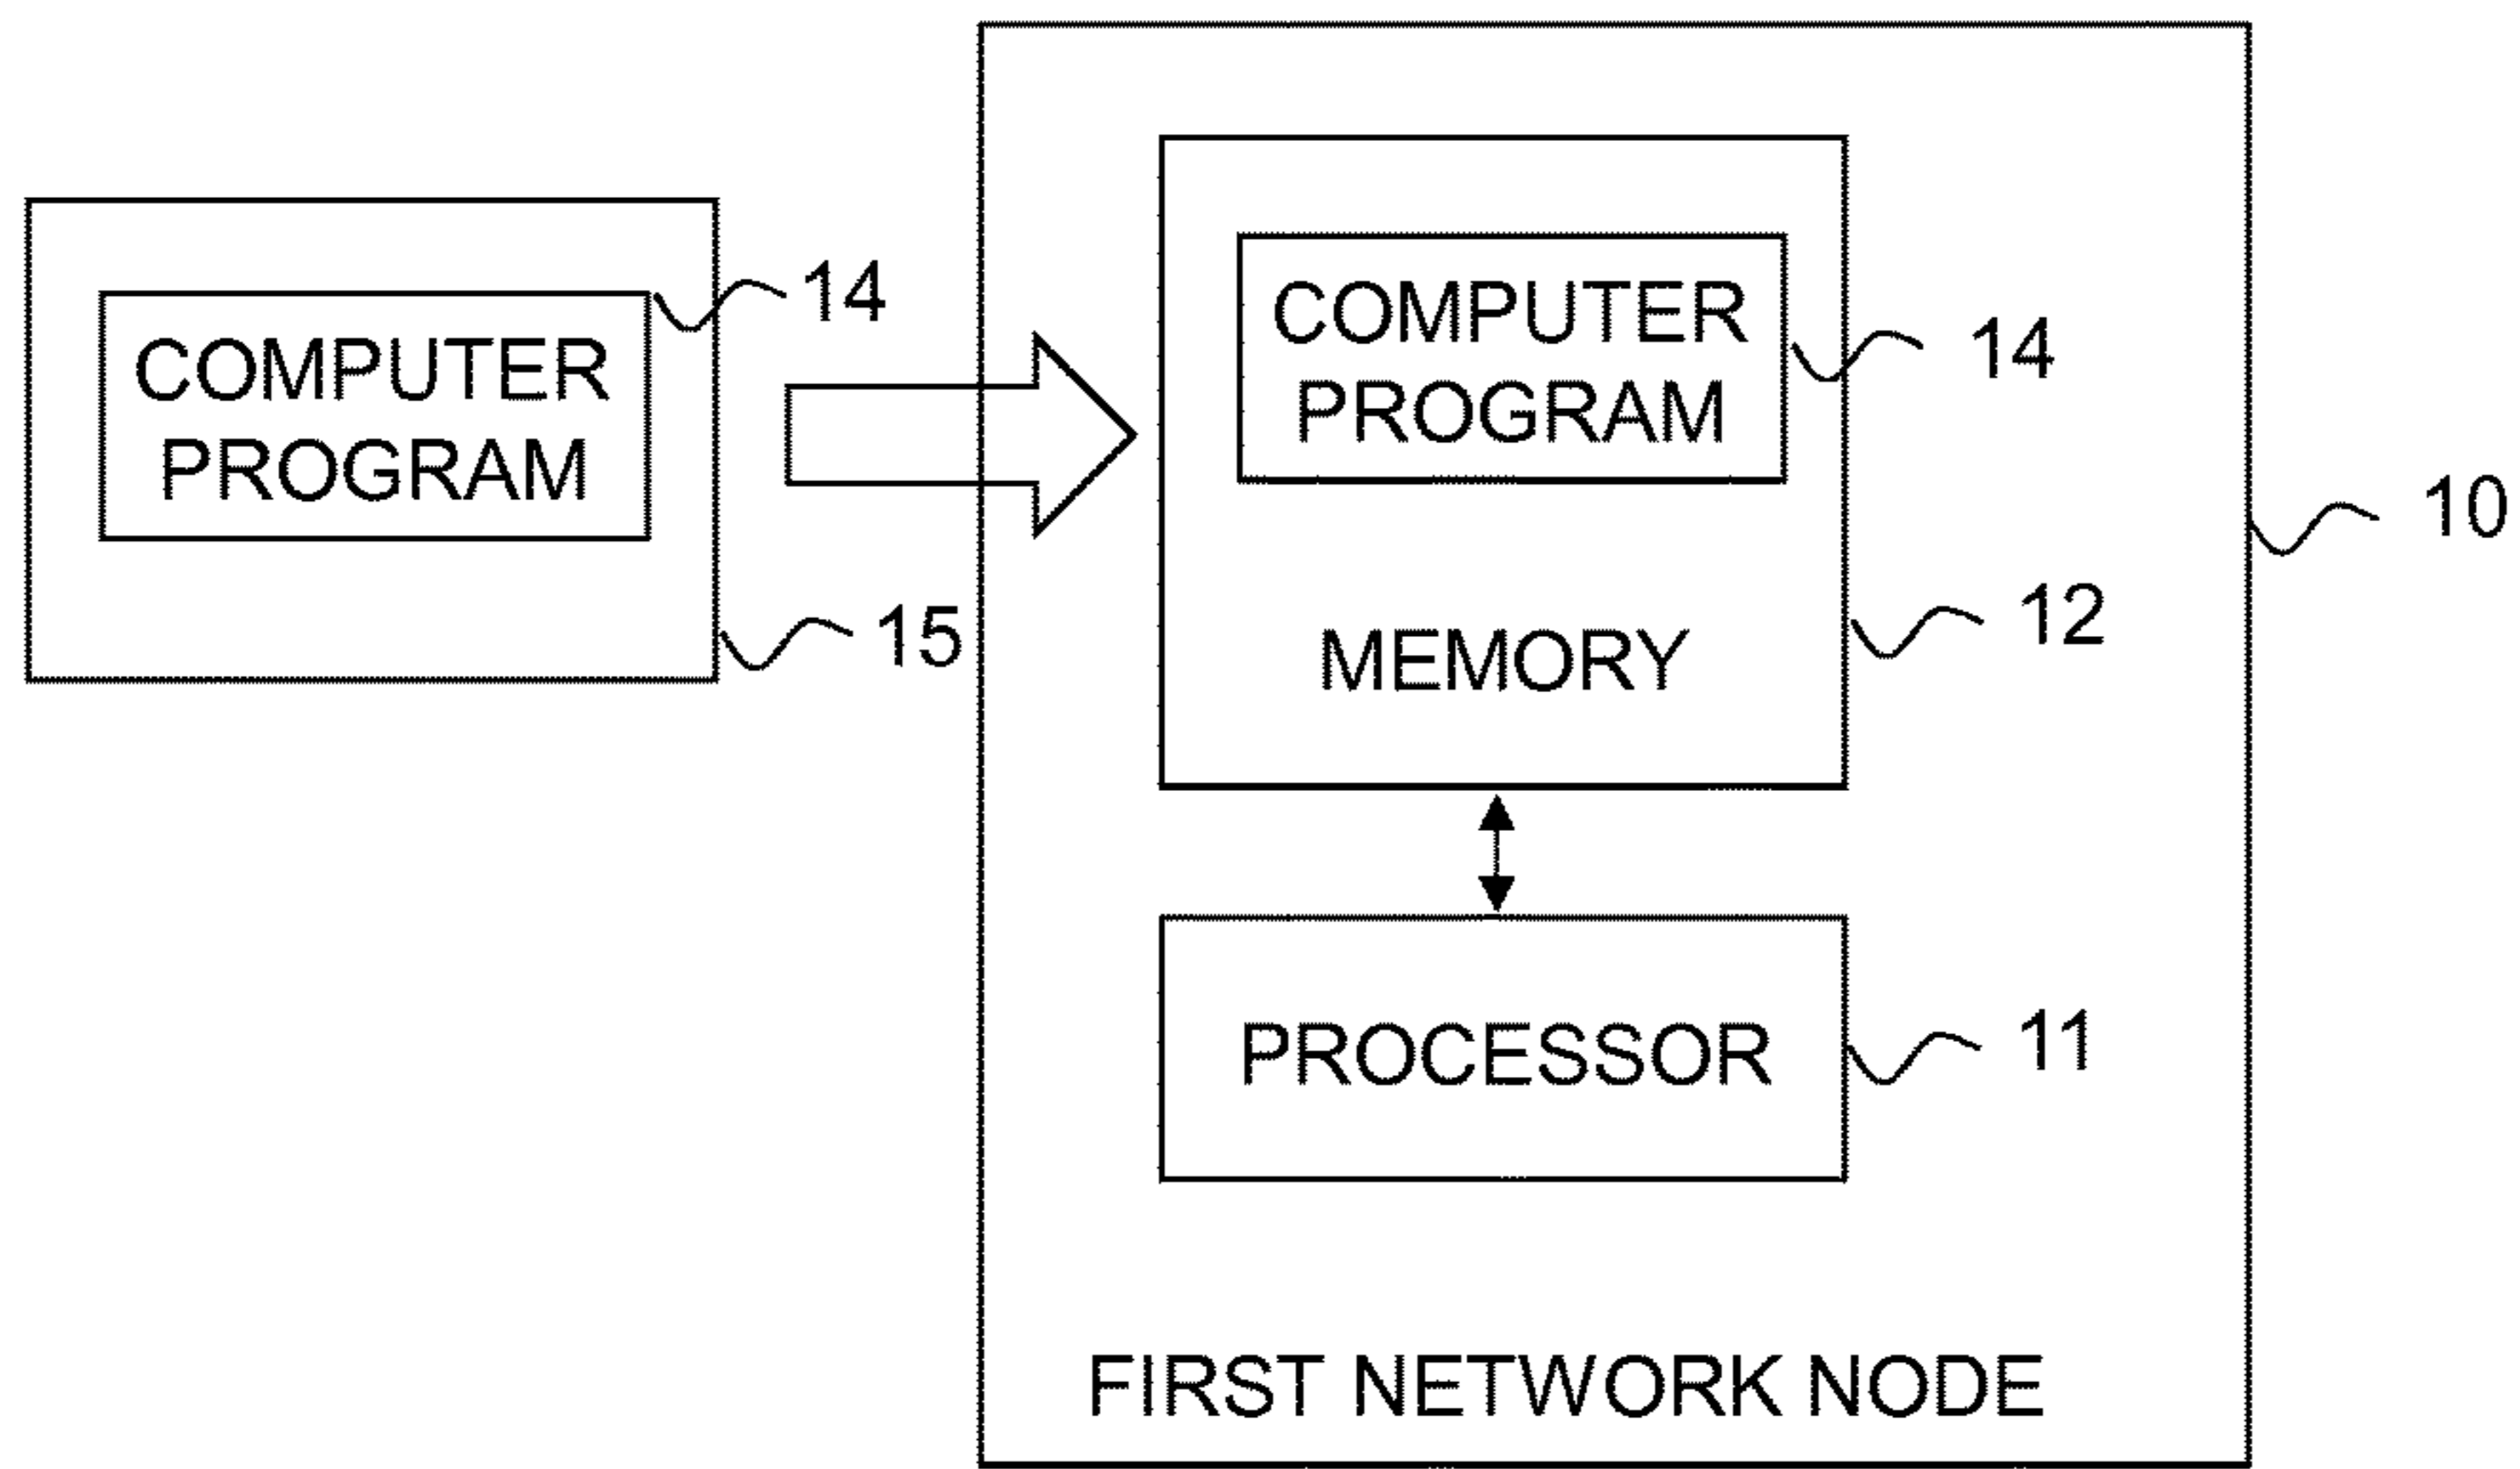 COMPUTER
PROGRAM
14
15
COMPUTER
PROGRAM
14
MEMORY
12
10
PROCESSOR
11
FIRST NETWORK NODE